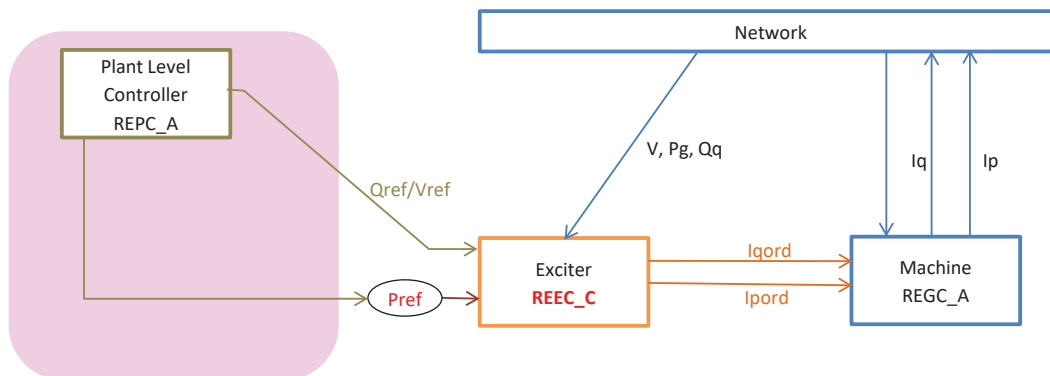 Network
Plant Level
Controller
REPC_A
V, Pg, Qq
Iq
Ip
Qref/Vref
Exciter
REEC_C
Iqord
Ipord
Machine
REGC_A
Pref